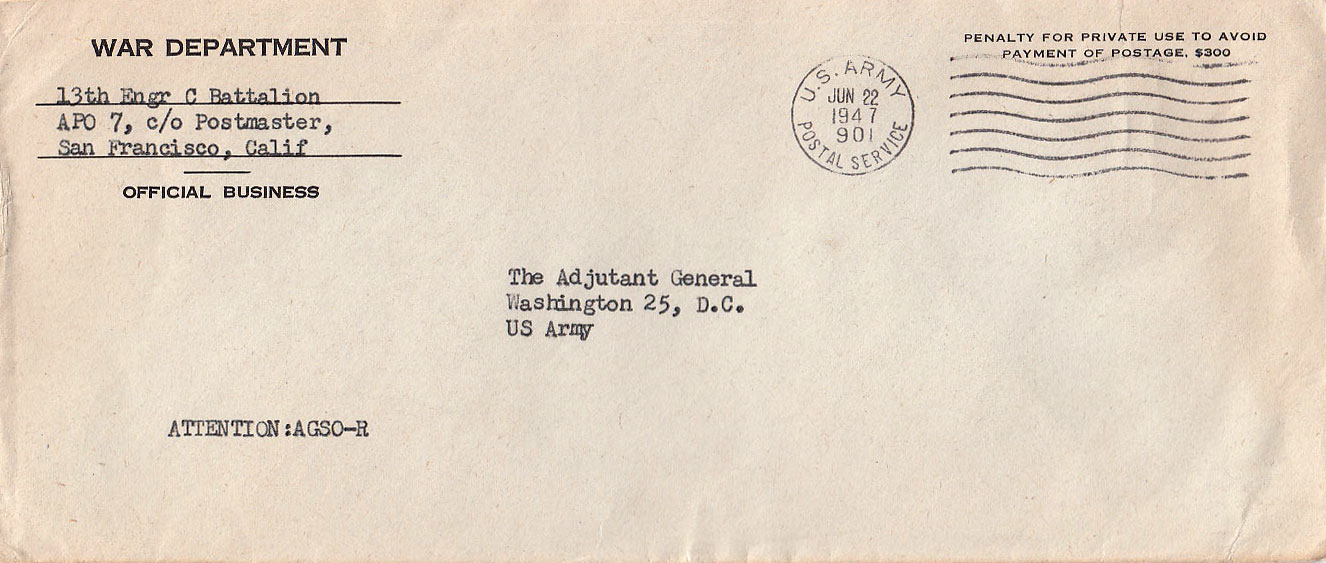 WAR DEPARTMENT
13th Engr C Battalion
APO 7, c/o Postmaster,
San Francisco, Calif
OFFICIAL BUSINESS
PENALTY FOR PRIVATE USE TO AVOID
PAYMENT OF POSTAGE, $300
U.S. ARMY
JUN 22
1947
901
POSTAL SERVICE
The Adjutant General
Washington 25, D.C.
US Army
ATTENTION:AGSO-R